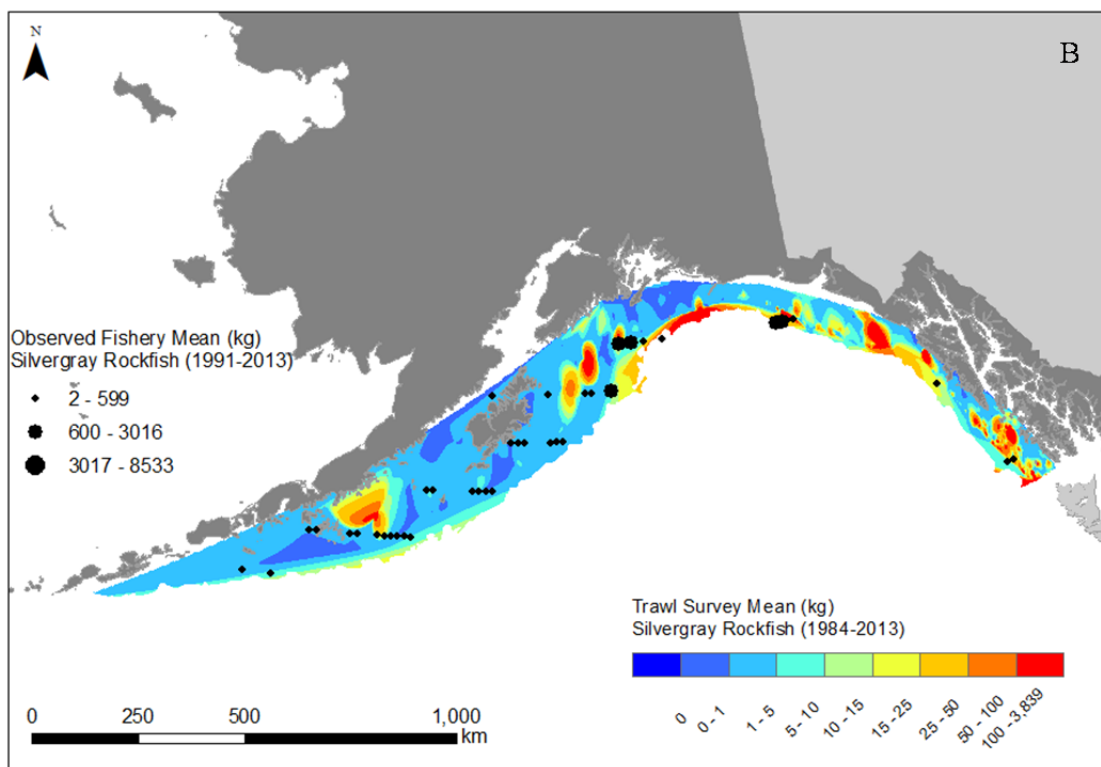 N
B
Observed Fishery Mean (kg)
Silvergray Rockfish (1991-2013)
2 - 599
600 - 3016
3017 - 8533
Trawl Survey Mean (kg)
Silvergray Rockfish (1984-2013)
0
0 - 1
1 - 5
5 - 10
10 - 15
15 - 25
25 - 50
50 - 100
100 - 3,839
0 250 500 1,000
km